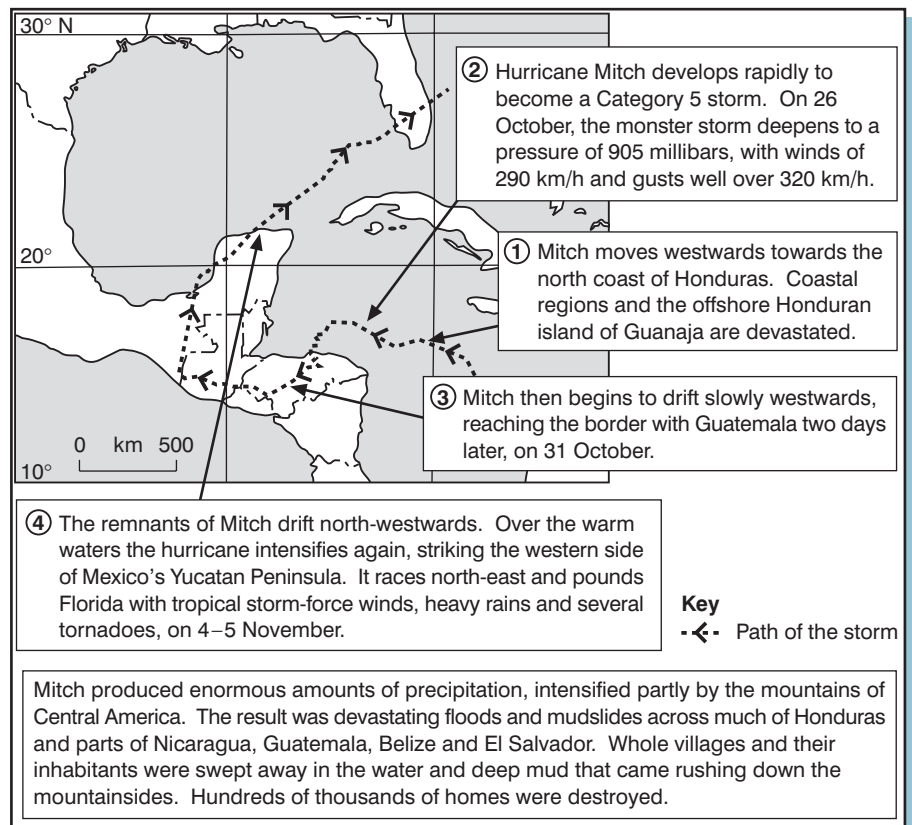 30° N
② Hurricane Mitch develops rapidly to
become a Category 5 storm. On 26
October, the monster storm deepens to a
pressure of 905 millibars, with winds of
290 km/h and gusts well over 320 km/h.
20°
① Mitch moves westwards towards the
north coast of Honduras. Coastal
regions and the offshore Honduran
island of Guanaja are devastated.
③ Mitch then begins to drift slowly westwards,
reaching the border with Guatemala two days
later, on 31 October.
0 km 500
10°
④ The remnants of Mitch drift north-westwards. Over the warm
waters the hurricane intensifies again, striking the western side
of Mexico's Yucatan Peninsula. It races north-east and pounds
Florida with tropical storm-force winds, heavy rains and several
tornadoes, on 4–5 November.
Key
Path of the storm
Mitch produced enormous amounts of precipitation, intensified partly by the mountains of
Central America. The result was devastating floods and mudslides across much of Honduras
and parts of Nicaragua, Guatemala, Belize and El Salvador. Whole villages and their
inhabitants were swept away in the water and deep mud that came rushing down the
mountainsides. Hundreds of thousands of homes were destroyed.